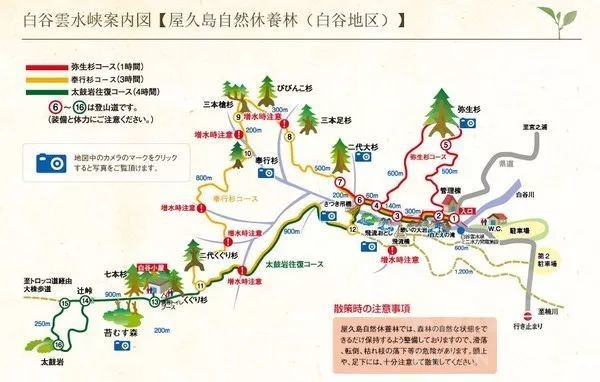 白谷雲水峡案内図【屋久島自然休養林（白谷地区）】
弥生杉コース(1時間)
奉行杉コース(3時間)
太鼓岩往復コース(4時間)
⑥～⑯は登山道です。
(装備と体力にご注意ください。)
地図中のカメラのマークをクリック
すると写真をご覧頂けます。
びびんこ杉
三本槍杉
300m
増水時注意
三本足杉
⑨
⑧
増水時注意
200m
⑩
奉行杉
500m
二代大杉
弥生杉
⑤
至宮之浦
県道
弥生杉コース
白谷川
管理棟
入口
W.C.
駐車場
第2
駐車場
⑦
200m
60m
140m
300m
さつき吊橋
⑥
④
③
②
①
憩いの大岩
白たえの滝
飛流おとし
飛流橋
⑫
増水時注意
600m
1,200m
至楠川
行き止まり
800m
奉行杉コース
増水時注意
増水時注意
900m
太鼓岩往復コース
二代くぐり杉
⑪
くぐり杉
白谷小屋
七本杉
⑬
200m
苔むす森
900m
至トロッコ道経由
大株歩道
辻峠
⑮
⑭
250m
⑯
太鼓岩
散策時の注意事項
屋久島自然休養林では、森林の自然な状態をで
きるだけ保持するよう整備しておりますので、滑落、
転倒、枯れ枝の落下等の危険があります。頭上
や、足下には、十分注意して散策してください。